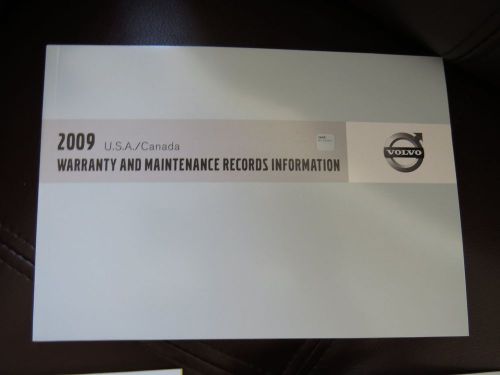 2009 U.S.A./Canada
WARRANTY AND MAINTENANCE RECORDS INFORMATION
VOLVO